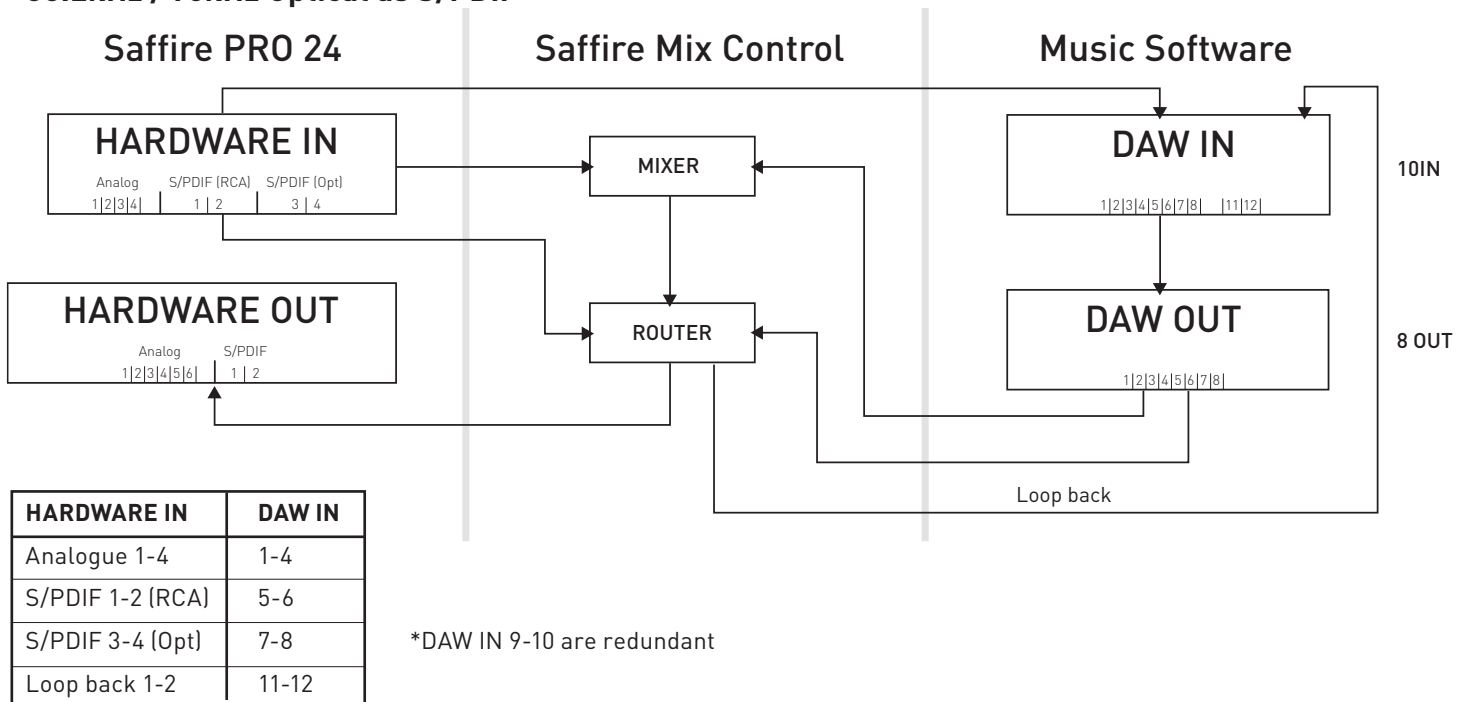 Saffire PRO 24
Saffire Mix Control
Music Software
HARDWARE IN
Analog S/PDIF (RCA) S/PDIF (Opt)
1|2|3|4| 1 | 2 3 | 4
MIXER
DAW IN
1|2|3|4|5|6|7|8| |11|12|
10IN
HARDWARE OUT
Analog S/PDIF
1|2|3|4|5|6| 1 | 2
ROUTER
DAW OUT
1|2|3|4|5|6|7|8|
8 OUT
Loop back
HARDWARE IN DAW IN
Analogue 1-4 1-4
S/PDIF 1-2 (RCA) 5-6
S/PDIF 3-4 (Opt) 7-8
Loop back 1-2 11-12
*DAW IN 9-10 are redundant